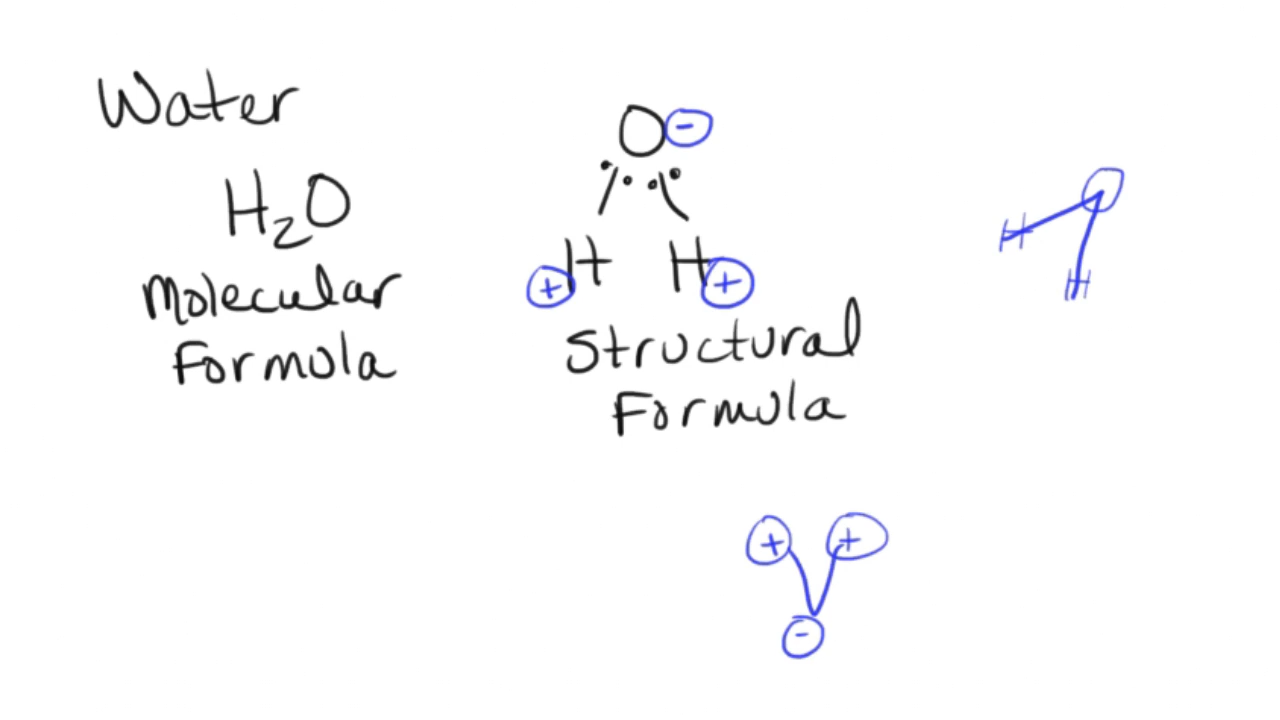 Water
H2O
Molecular
Formula
O -
H H
+ +
Structural
Formula
O
H
H
+ +
-